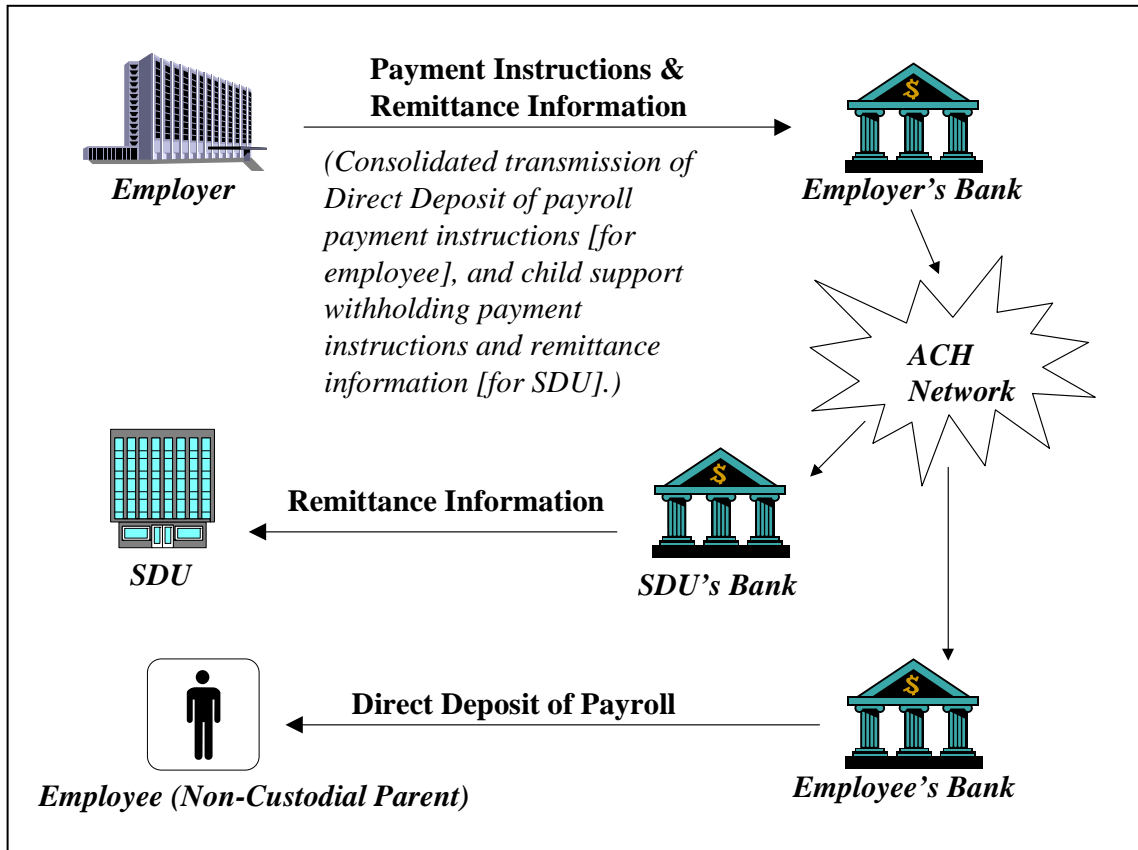 Payment Instructions &
Remittance Information
$
Employer
(Consolidated transmission of
Direct Deposit of payroll
payment instructions [for
employee], and child support
withholding payment
instructions and remittance
information [for SDU].)
Employer's Bank
ACH
Network
Remittance Information
$
SDU
SDU's Bank
Direct Deposit of Payroll
$
Employee (Non-Custodial Parent)
Employee's Bank